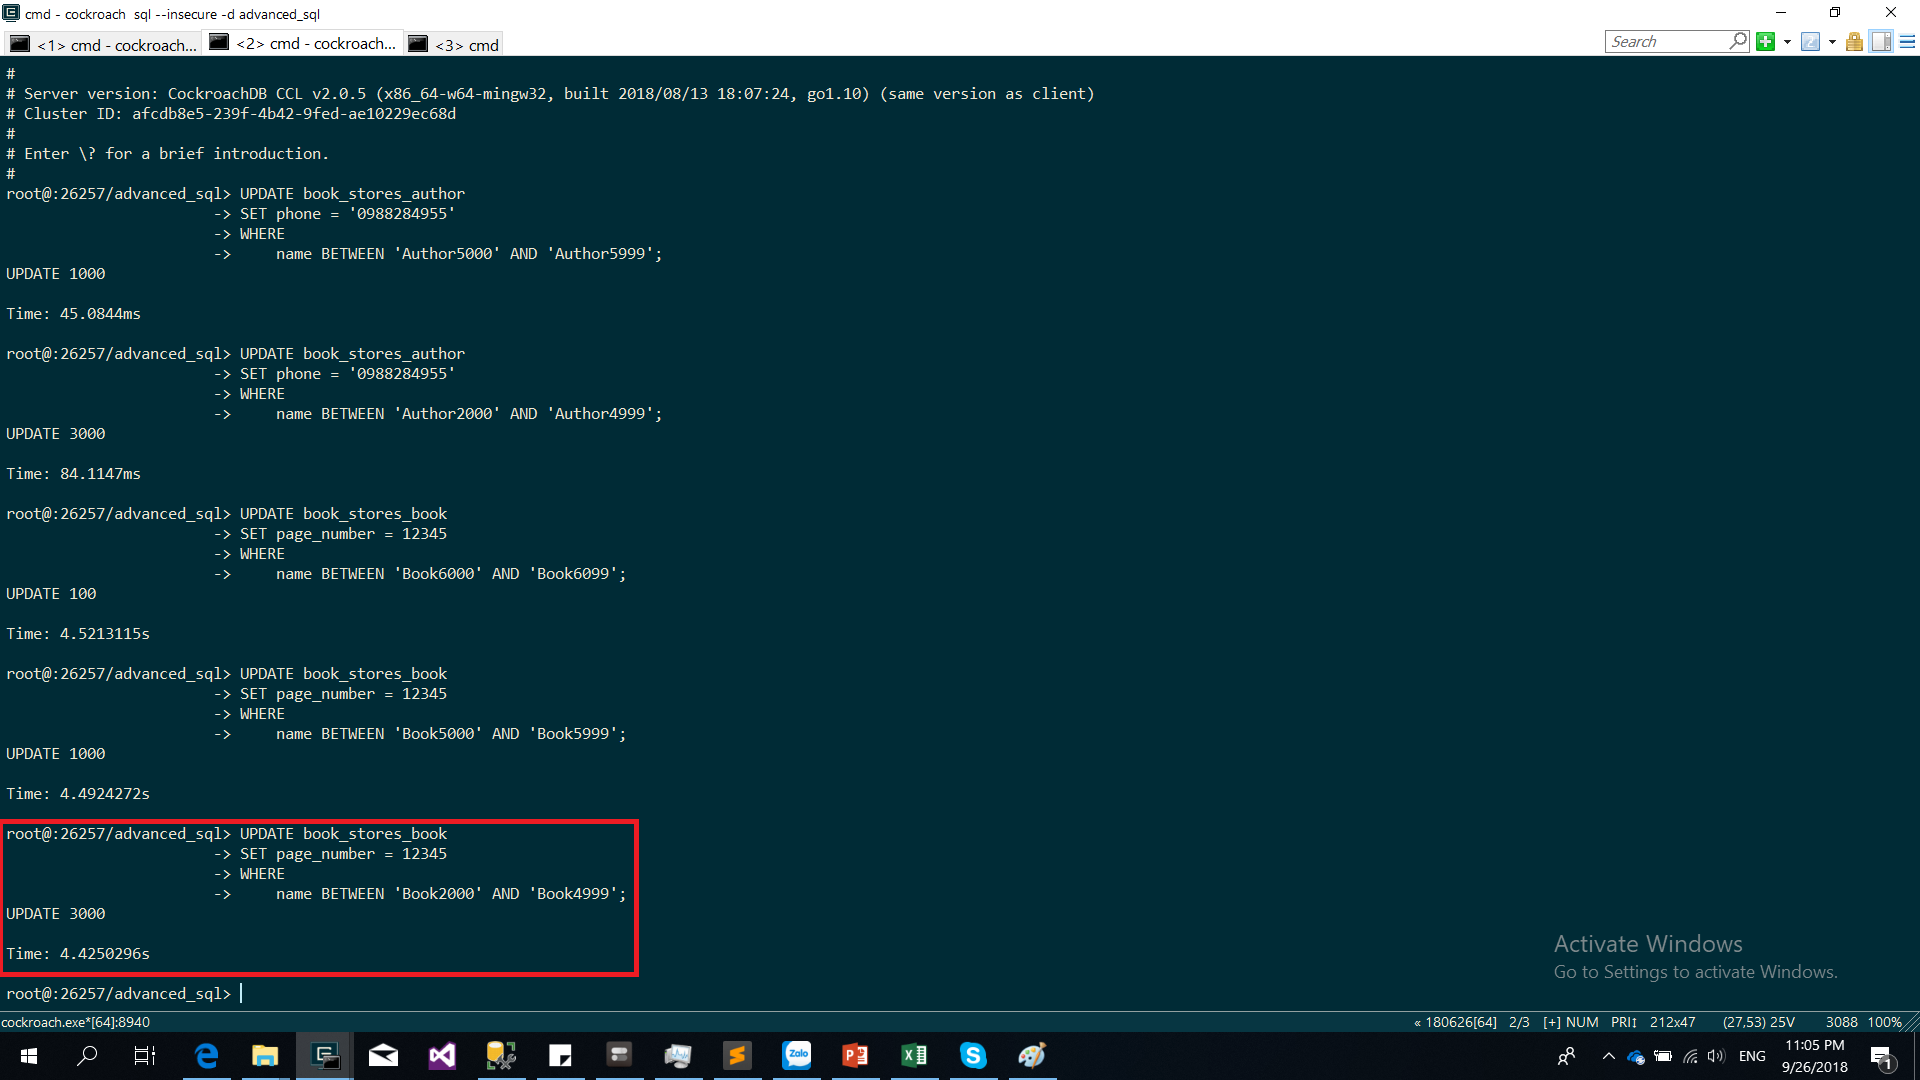 cmd - cockroach  sql --insecure -d advanced_sql
<1> cmd - cockroach...
<2> cmd - cockroach...
<3> cmd
Search
#
# Server version: CockroachDB CCL v2.0.5 (x86_64-w64-mingw32, built 2018/08/13 18:07:24, go1.10) (same version as client)
# Cluster ID: afcdb8e5-239f-4b42-9fed-ae10229ec68d
#
# Enter \? for a brief introduction.
#
root@:26257/advanced_sql> UPDATE book_stores_author
-> SET phone = '0988284955'
-> WHERE
->     name BETWEEN 'Author5000' AND 'Author5999';
UPDATE 1000
Time: 45.0844ms
root@:26257/advanced_sql> UPDATE book_stores_author
-> SET phone = '0988284955'
-> WHERE
->     name BETWEEN 'Author2000' AND 'Author4999';
UPDATE 3000
Time: 84.1147ms
root@:26257/advanced_sql> UPDATE book_stores_book
-> SET page_number = 12345
-> WHERE
->     name BETWEEN 'Book6000' AND 'Book6099';
UPDATE 100
Time: 4.5213115s
root@:26257/advanced_sql> UPDATE book_stores_book
-> SET page_number = 12345
-> WHERE
->     name BETWEEN 'Book5000' AND 'Book5999';
UPDATE 1000
Time: 4.4924272s
root@:26257/advanced_sql> UPDATE book_stores_book
-> SET page_number = 12345
-> WHERE
->     name BETWEEN 'Book2000' AND 'Book4999';
UPDATE 3000
Time: 4.4250296s
root@:26257/advanced_sql>
Activate Windows
Go to Settings to activate Windows.
cockroach.exe*[64]:8940
« 180626[64] 2/3 [+] NUM PRI↕ 212x47 (27,53) 25V 3088 100%
Zalo
ENG
11:05 PM
9/26/2018
1